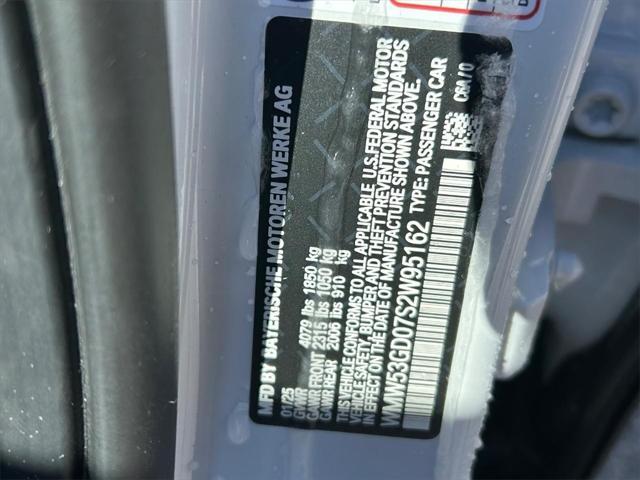 MFD BY BAYERISCHE MOTOREN WERKE AG
01/25
GVWR 4079 lbs 1850 kg
GAWR FRONT 2315 lbs 1050 kg
GAWR REAR 2006 lbs 910 kg
THIS VEHICLE CONFORMS TO ALL APPLICABLE U.S. FEDERAL MOTOR
VEHICLE SAFETY, BUMPER AND THEFT PREVENTION STANDARDS
IN EFFECT ON THE DATE OF MANUFACTURE SHOWN ABOVE.
WMW53GD07S2W95162 TYPE: PASSENGER CAR